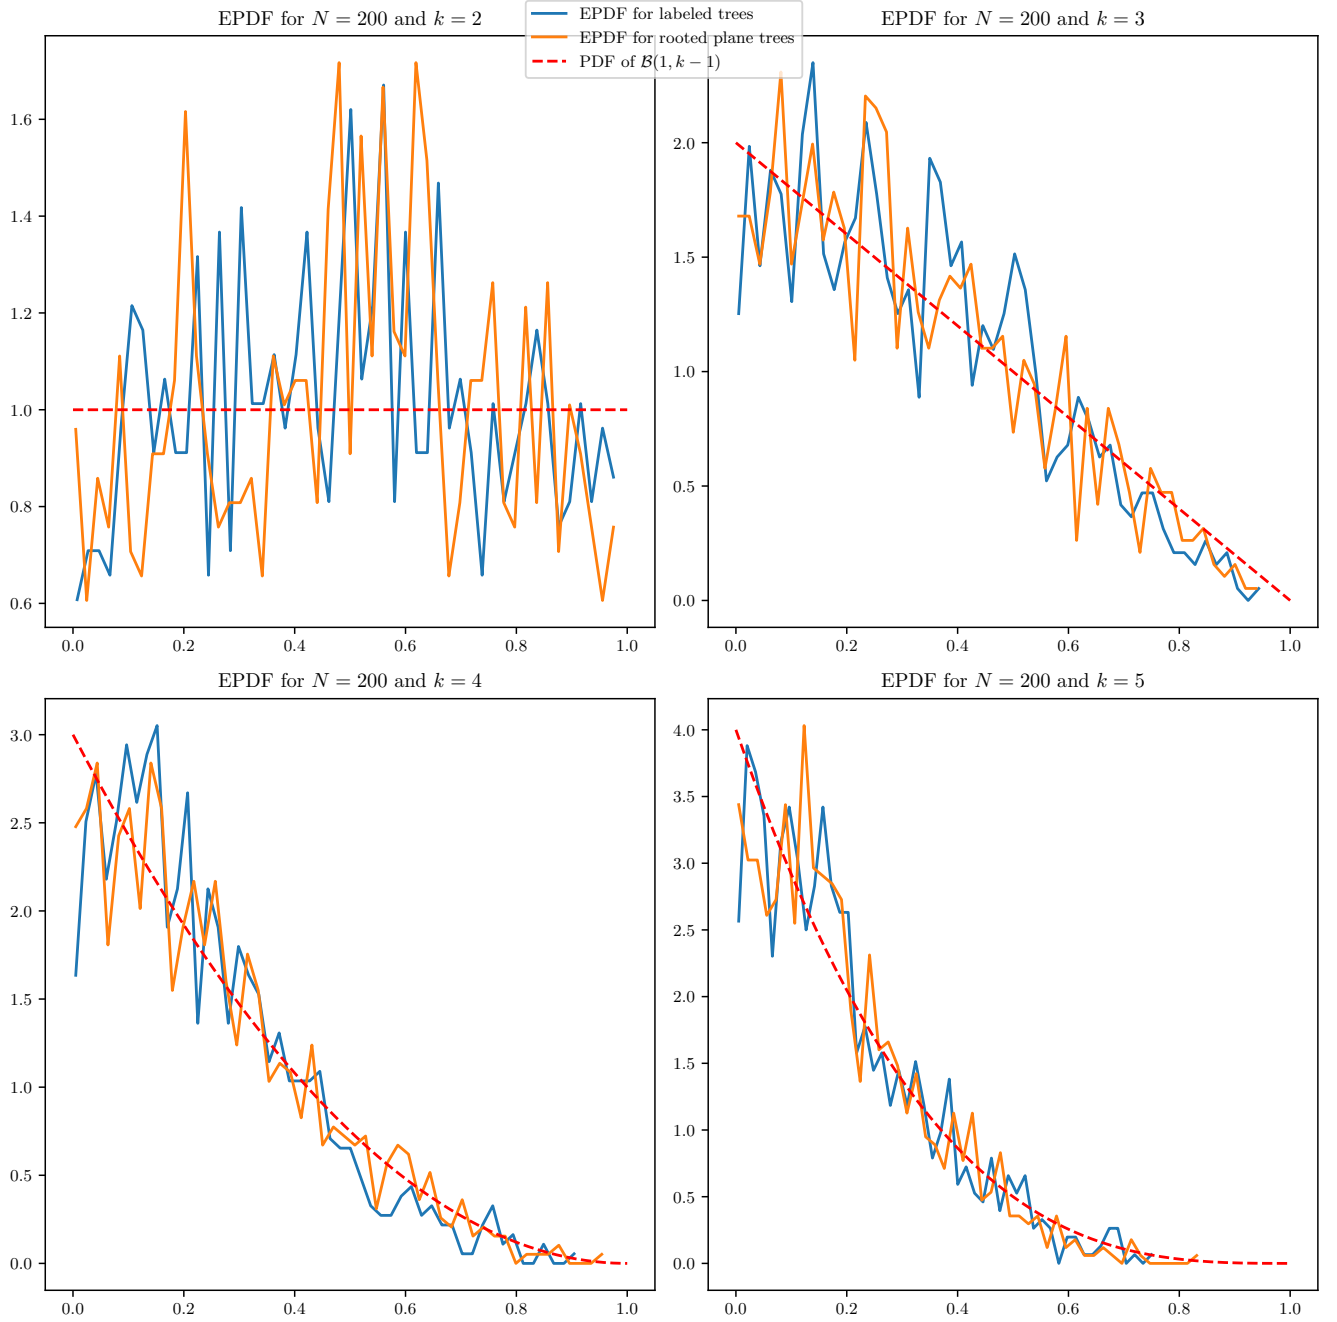 EPDF for N = 200 and k = 2
EPDF for labeled trees
EPDF for rooted plane trees
PDF of B(1, k − 1)
EPDF for N = 200 and k = 3
1.6
1.4
1.2
1.0
0.8
0.6
0.0 0.2 0.4 0.6 0.8 1.0
2.0
1.5
1.0
0.5
0.0
0.0 0.2 0.4 0.6 0.8 1.0
EPDF for N = 200 and k = 4
3.0
2.5
2.0
1.5
1.0
0.5
0.0
0.0 0.2 0.4 0.6 0.8 1.0
EPDF for N = 200 and k = 5
4.0
3.5
3.0
2.5
2.0
1.5
1.0
0.5
0.0
0.0 0.2 0.4 0.6 0.8 1.0